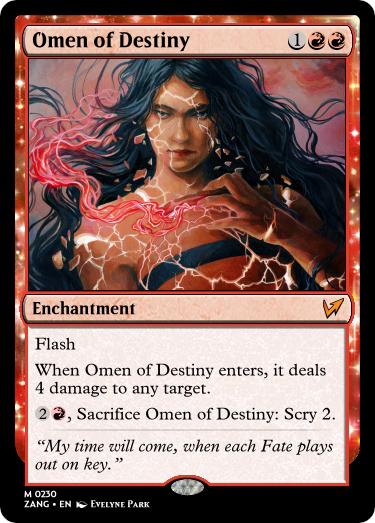 Omen of Destiny 1
Enchantment
Flash
When Omen of Destiny enters, it deals
4 damage to any target.
2 , Sacrifice Omen of Destiny: Scry 2.
“My time will come, when each Fate plays
out on key.”
M 0230
ZANG • EN Evelyne Park